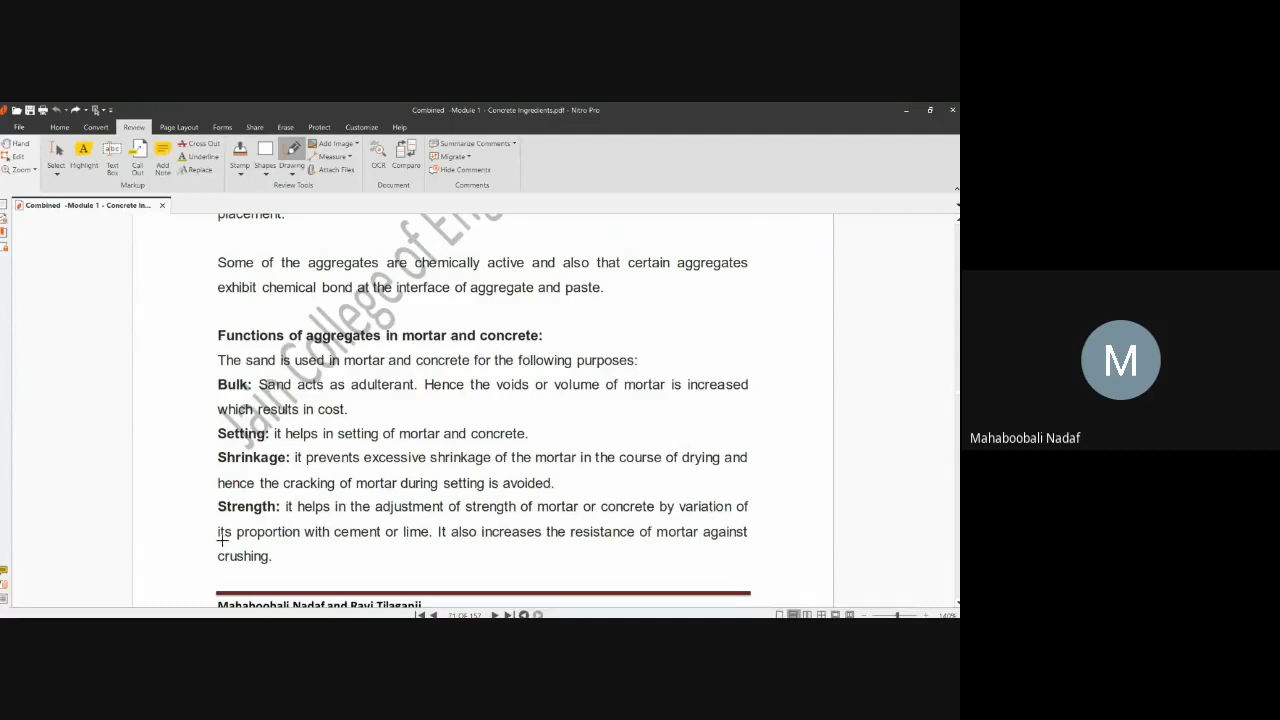 Combined -Module 1 - Concrete Ingredients.pdf - Nitro Pro
File Home Convert Review Page Layout Forms Share Erase Protect Customize Help
Hand
Edit
Zoom
Select
Highlight
Text Box
Call Out
Add Note
Cross Out
Underline
Replace
Markup
Stamp
Shapes
Drawing
Add Image
Measure
Attach Files
Review Tools
OCR
Compare
Document
Summarize Comments
Migrate
Hide Comments
Comments
Combined -Module 1 - Concrete In...
placement.
Some of the aggregates are chemically active and also that certain aggregates
exhibit chemical bond at the interface of aggregate and paste.
Functions of aggregates in mortar and concrete:
The sand is used in mortar and concrete for the following purposes:
Bulk: Sand acts as adulterant. Hence the voids or volume of mortar is increased
which results in cost.
Setting: it helps in setting of mortar and concrete.
Shrinkage: it prevents excessive shrinkage of the mortar in the course of drying and
hence the cracking of mortar during setting is avoided.
Strength: it helps in the adjustment of strength of mortar or concrete by variation of
its proportion with cement or lime. It also increases the resistance of mortar against
crushing.
Mahaboobali Nadaf and Ravi Tilaganji
71 OF 157
140%
Jain College of Eng
M
Mahaboobali Nadaf